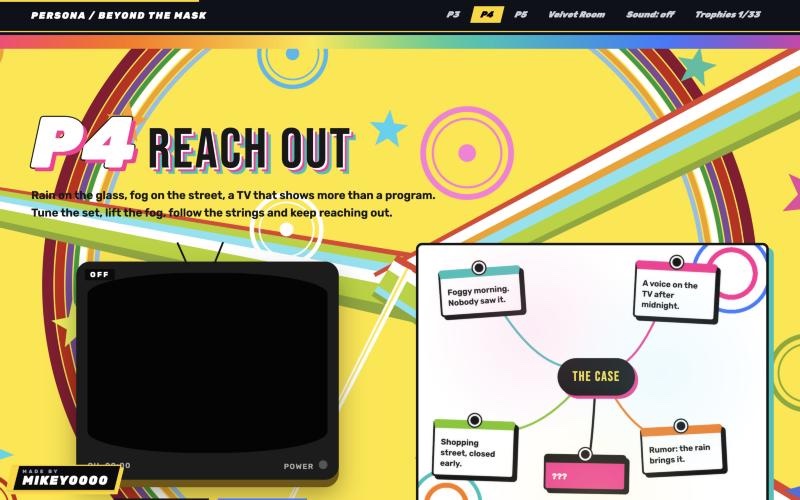 PERSONA / BEYOND THE MASK
P3 P4 P5 Velvet Room Sound: off Trophies 1/33
P4 REACH OUT
Rain on the glass, fog on the street, a TV that shows more than a program.
Tune the set, lift the fog, follow the strings and keep reaching out.
OFF
POWER
MADE BY
MIKEY0000
Foggy morning.
Nobody saw it.
A voice on the
TV after
midnight.
THE CASE
Shopping
street, closed
early.
???
Rumor: the rain
brings it.